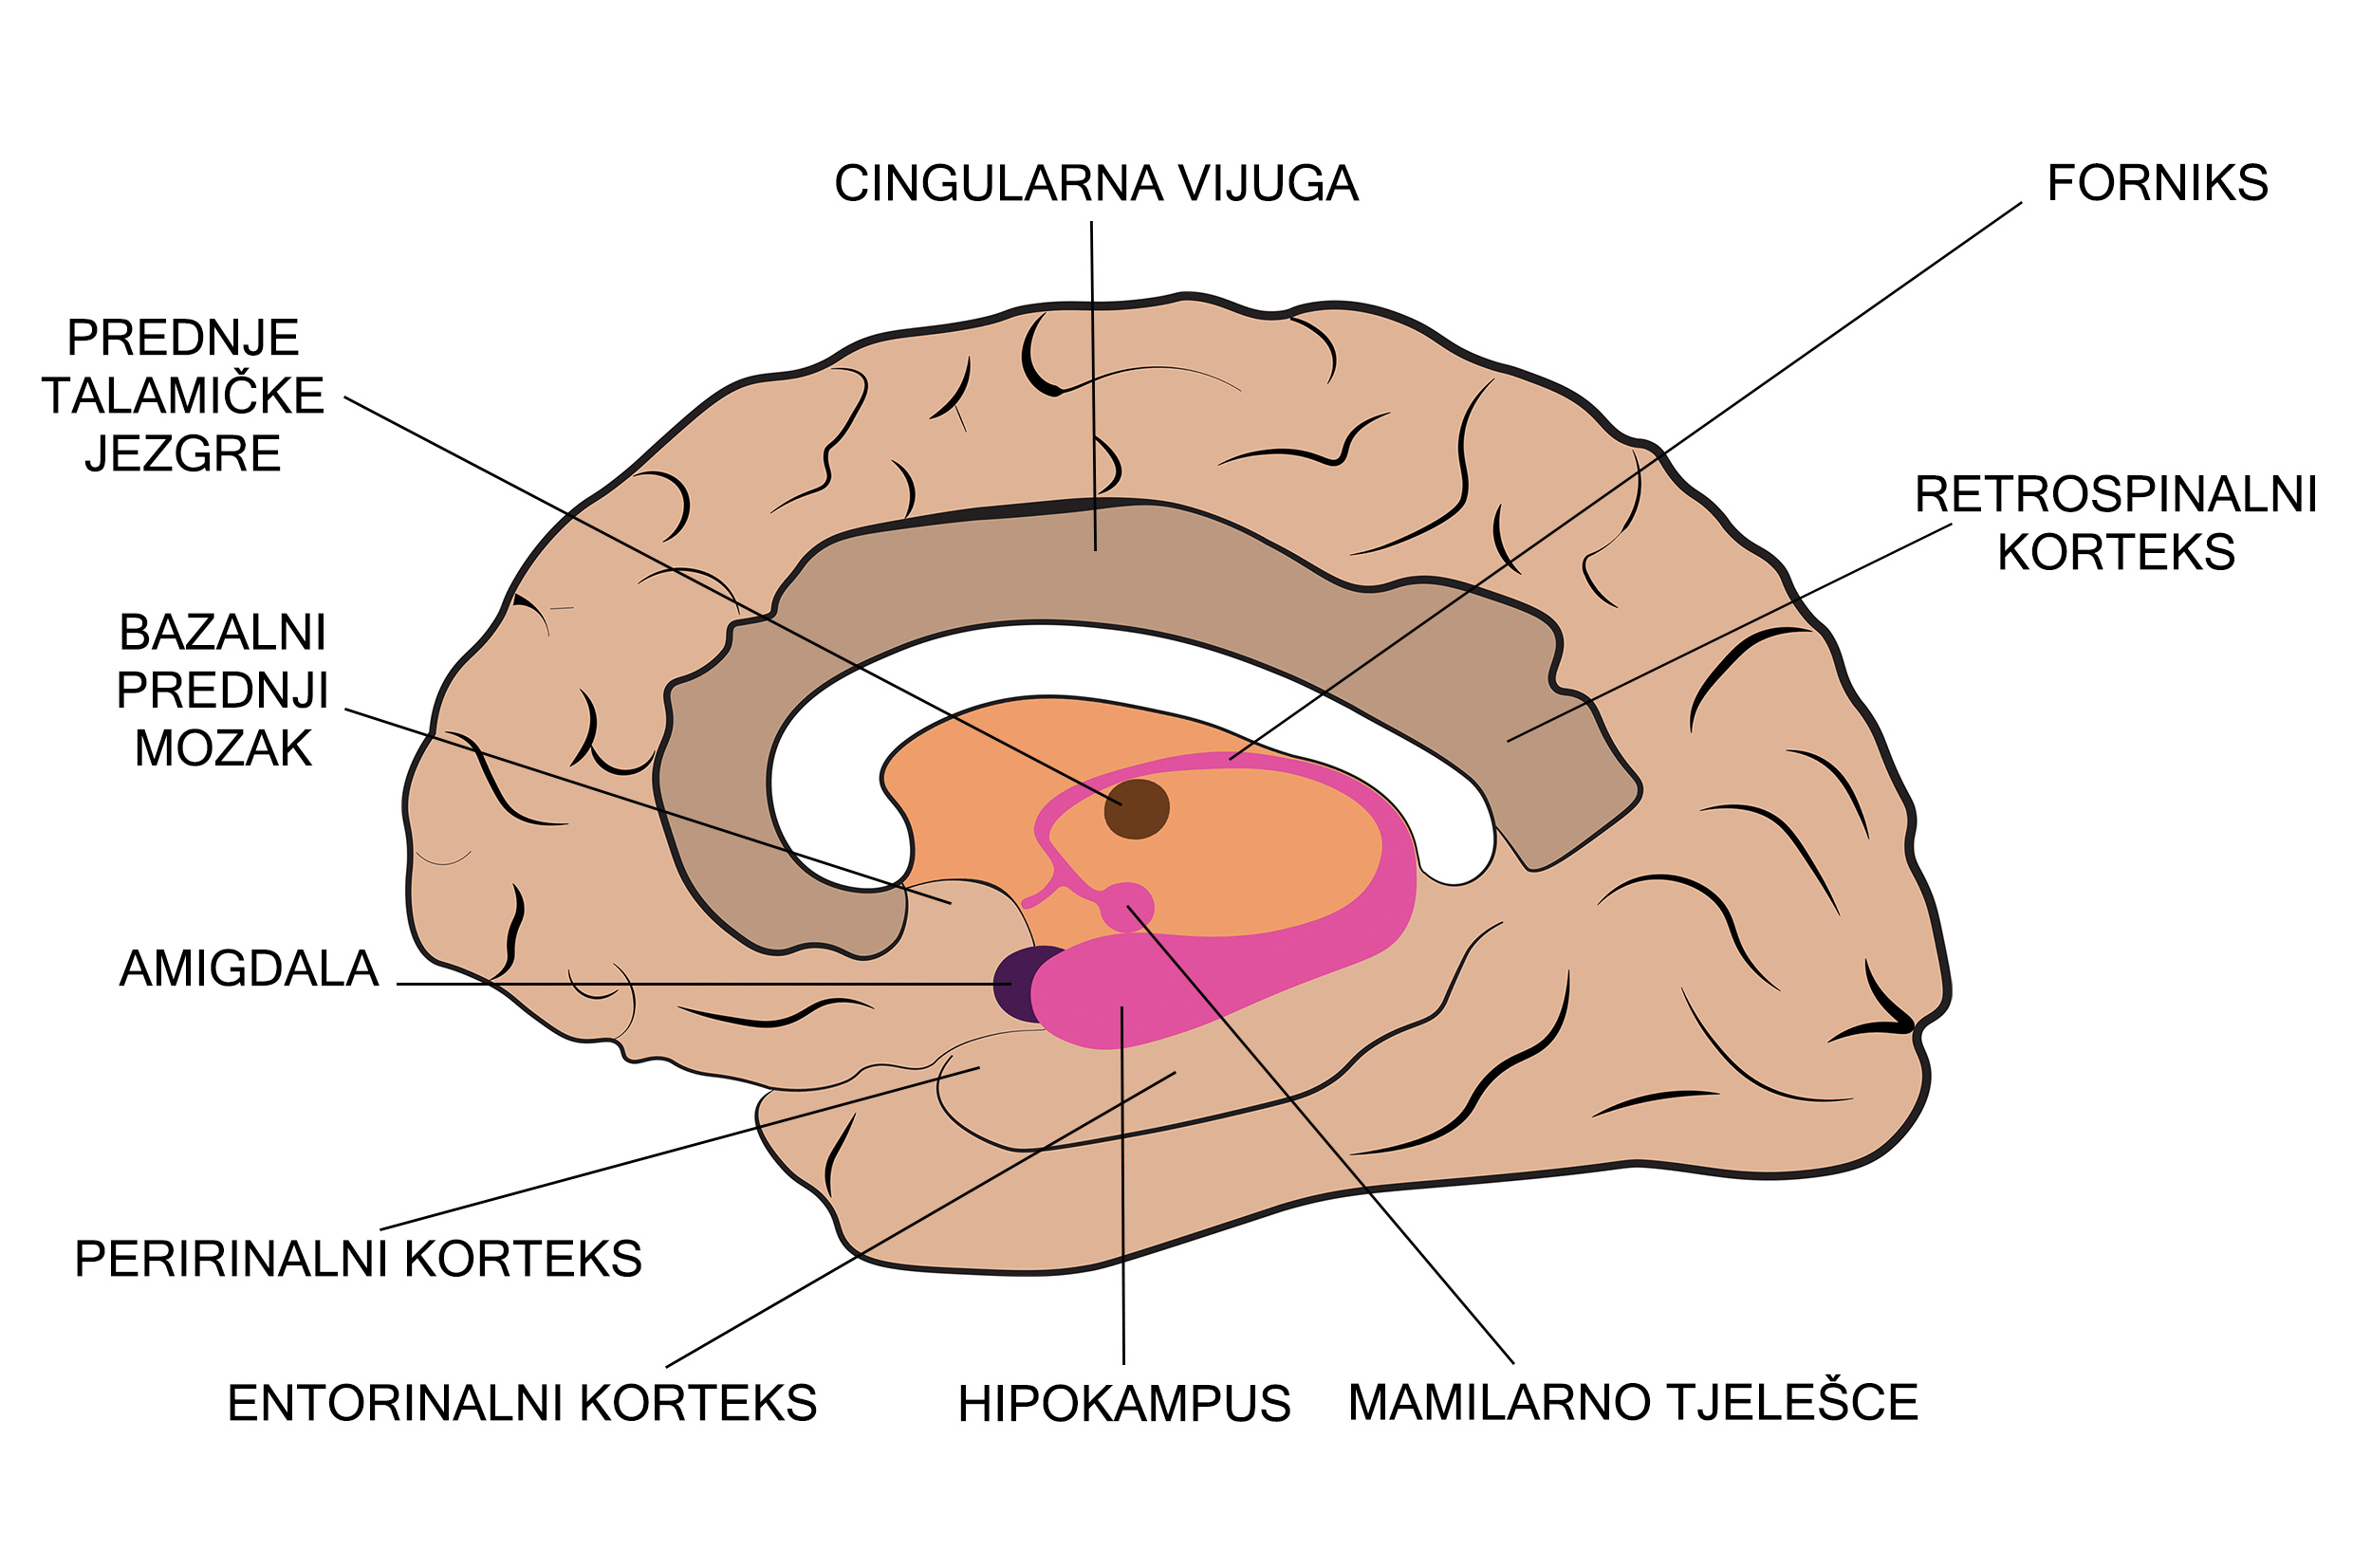 CINGULARNA VIJUGA
FORNIKS
PREDNJE
TALAMIČKE
JEZGRE
RETROSPINALNI
KORTEKS
BAZALNI
PREDNJI
MOZAK
AMIGDALA
PERIRINALNI KORTEKS
ENTORINALNI KORTEKS
HIPOKAMPUS
MAMILARNO TJELEŠCE